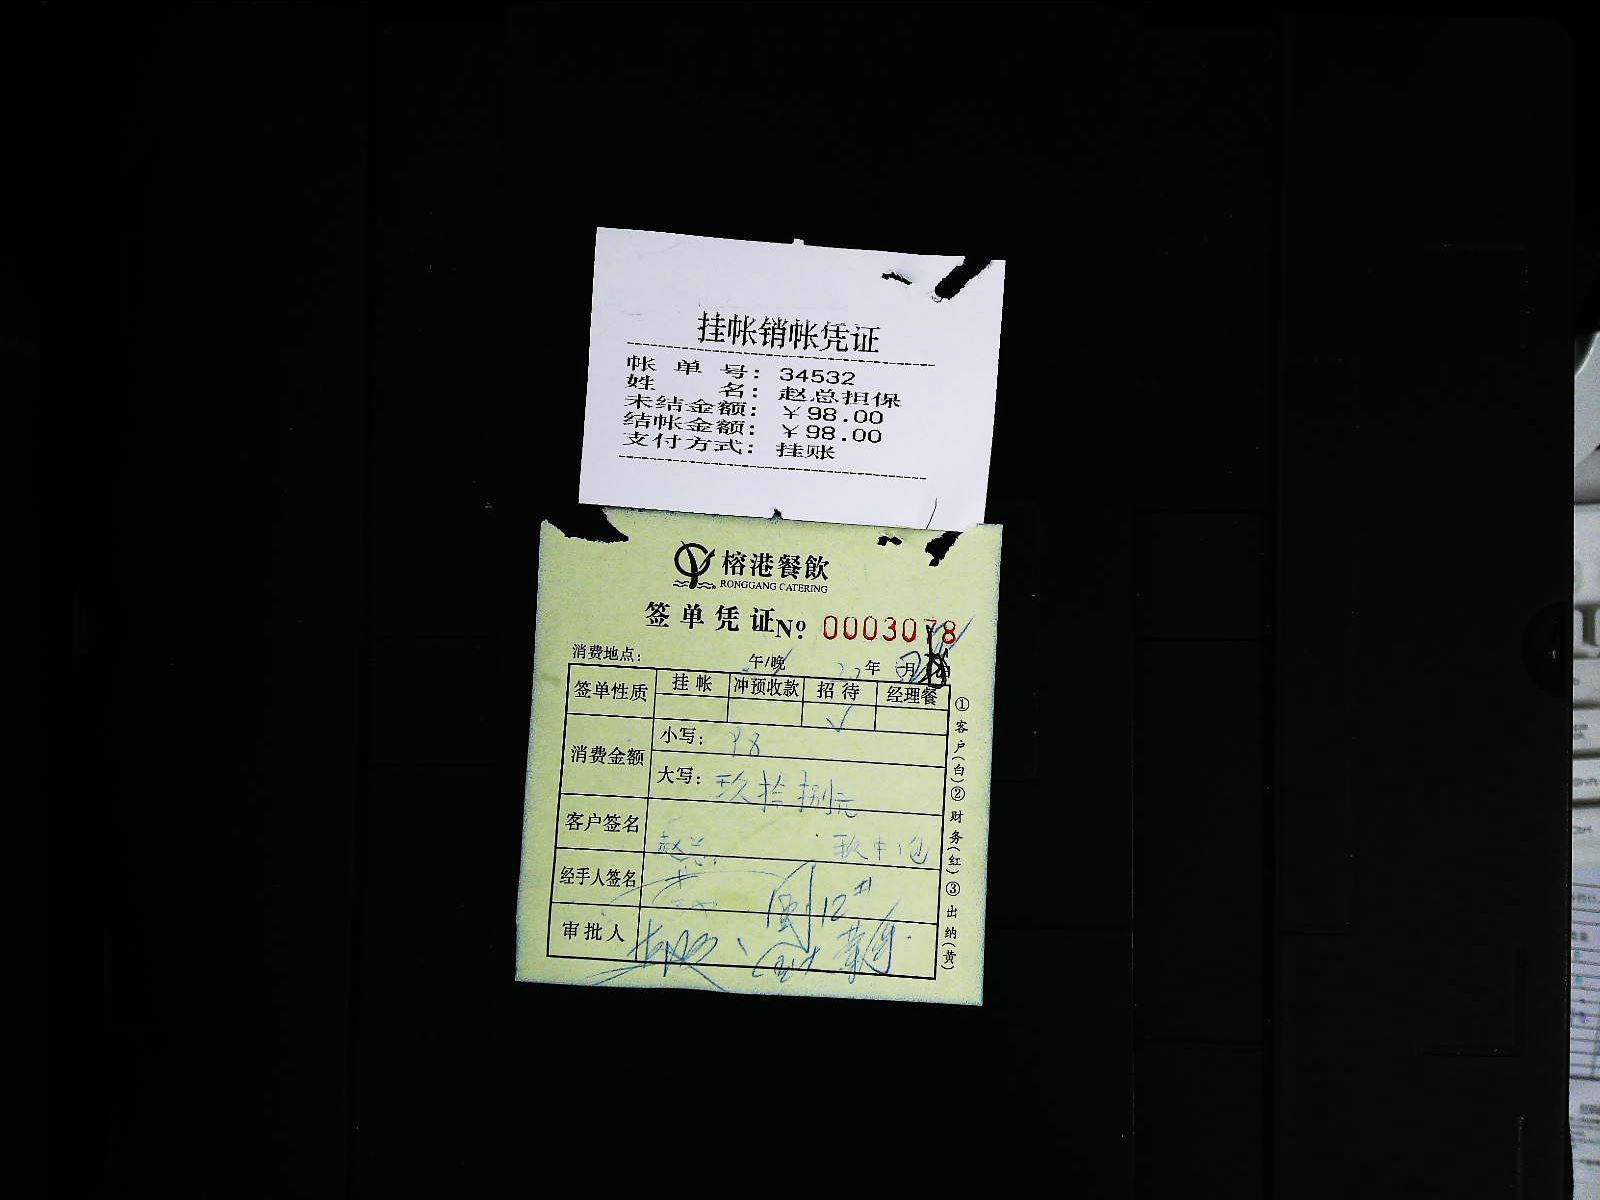 挂帐销帐凭证
帐单号：34532
姓名：赵总担保
未结金额：￥98.00
结帐金额：￥98.00
支付方式：挂账
榕港餐飲
RONGGANG CATERING
签单凭证 Nº 0003078
消费地点： 午/晚 年 月
签单性质 挂帐 冲预收款 招待 经理餐
√
消费金额 小写：98
大写：玖拾捌元
客户签名 赵总
经手人签名
审批人
①客户(白)②财务(红)③出纳(黄)